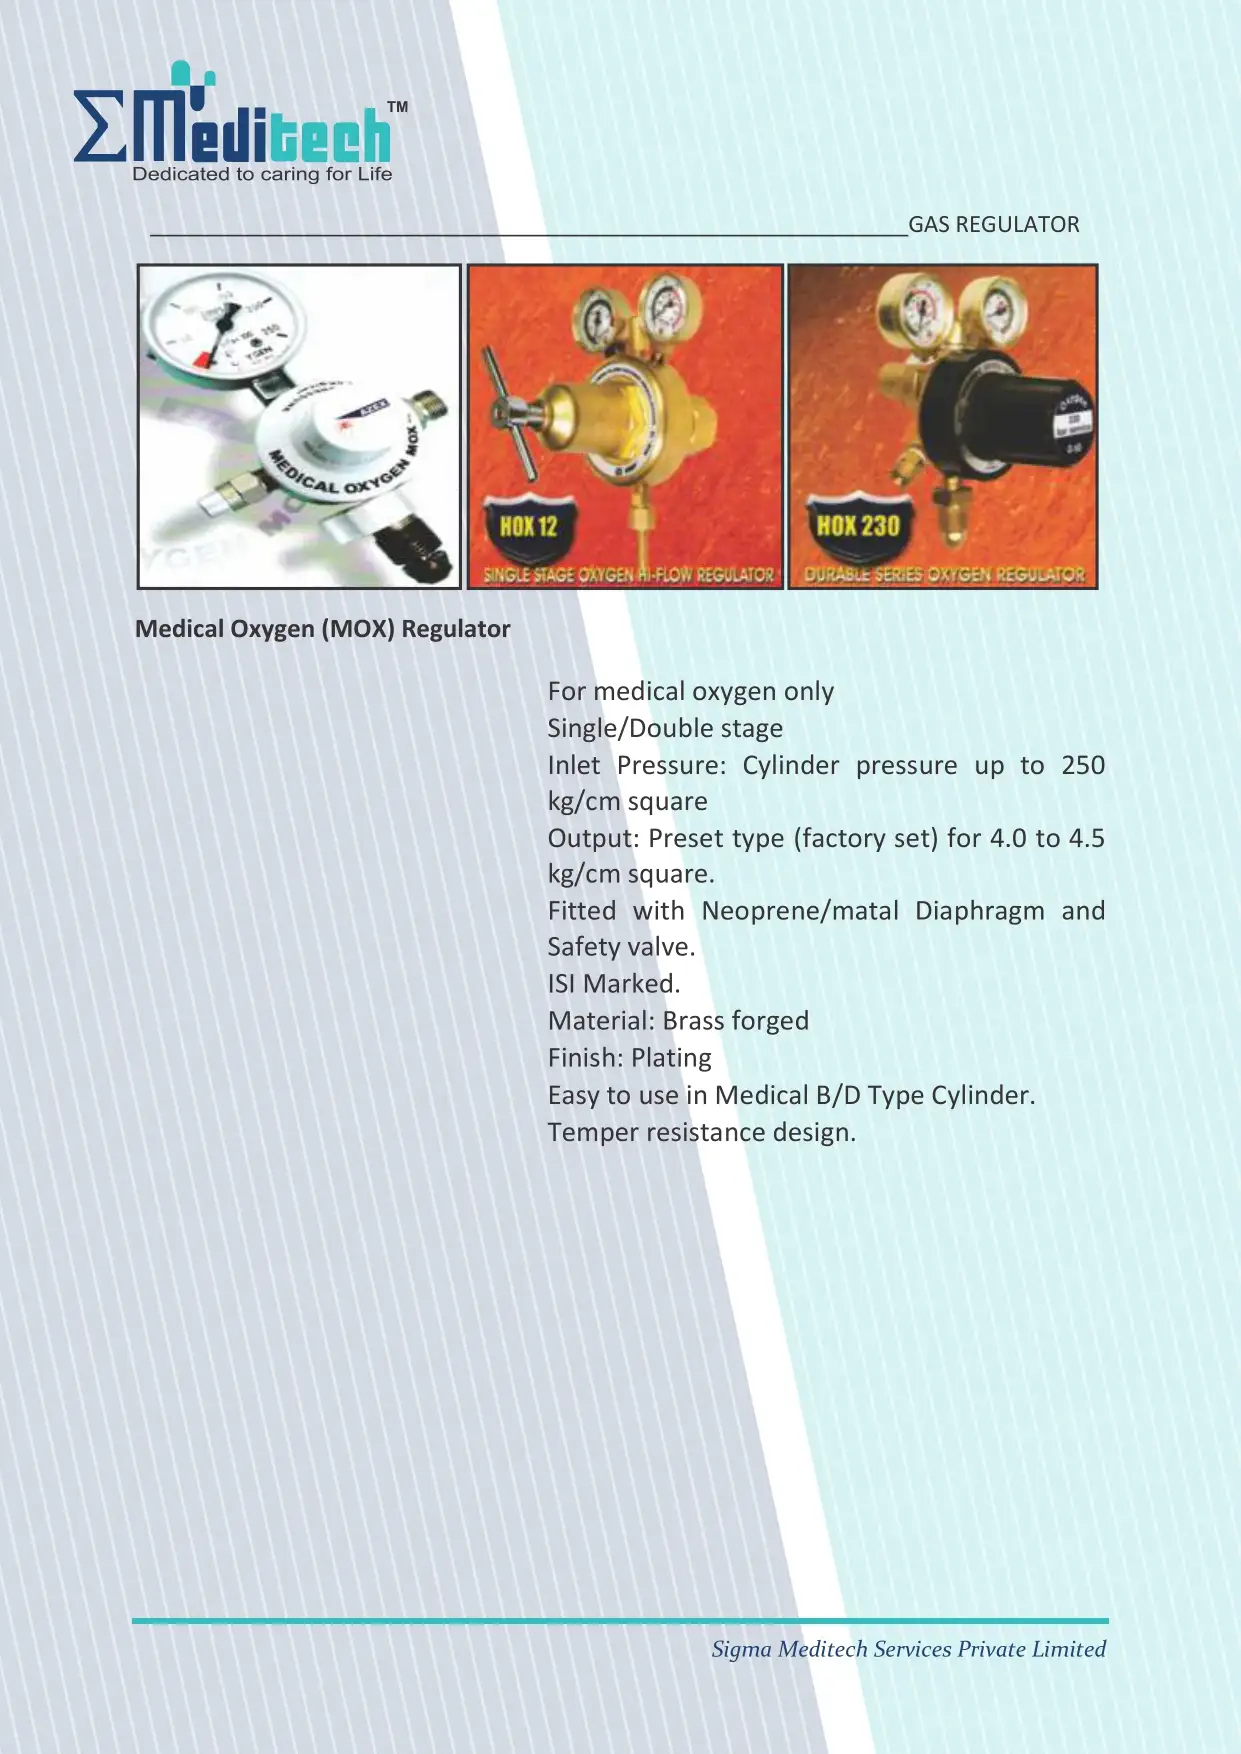 ΣMeditech™
Dedicated to caring for Life
GAS REGULATOR
250
AZEX
MEDICAL OXYGEN MOX
HOX 12
SINGLE STAGE OXYGEN HI-FLOW REGULATOR
HOX 230
DURABLE SERIES OXYGEN REGULATOR
Medical Oxygen (MOX) Regulator
For medical oxygen only
Single/Double stage
Inlet Pressure: Cylinder pressure up to 250
kg/cm square
Output: Preset type (factory set) for 4.0 to 4.5
kg/cm square.
Fitted with Neoprene/matal Diaphragm and
Safety valve.
ISI Marked.
Material: Brass forged
Finish: Plating
Easy to use in Medical B/D Type Cylinder.
Temper resistance design.
Sigma Meditech Services Private Limited